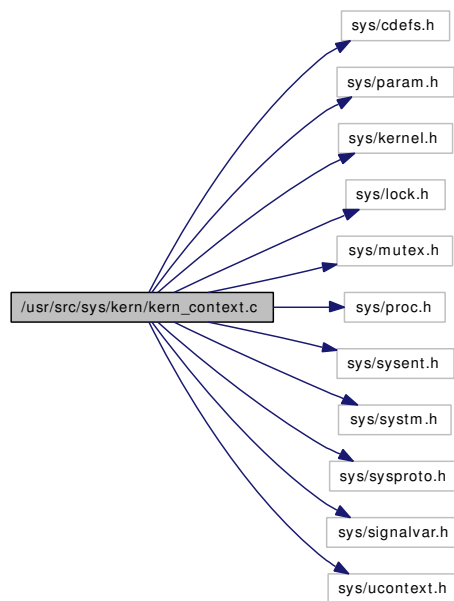 sys/cdefs.h
sys/param.h
sys/kernel.h
sys/lock.h
sys/mutex.h
/usr/src/sys/kern/kern_context.c
sys/proc.h
sys/sysent.h
sys/systm.h
sys/sysproto.h
sys/signalvar.h
sys/ucontext.h